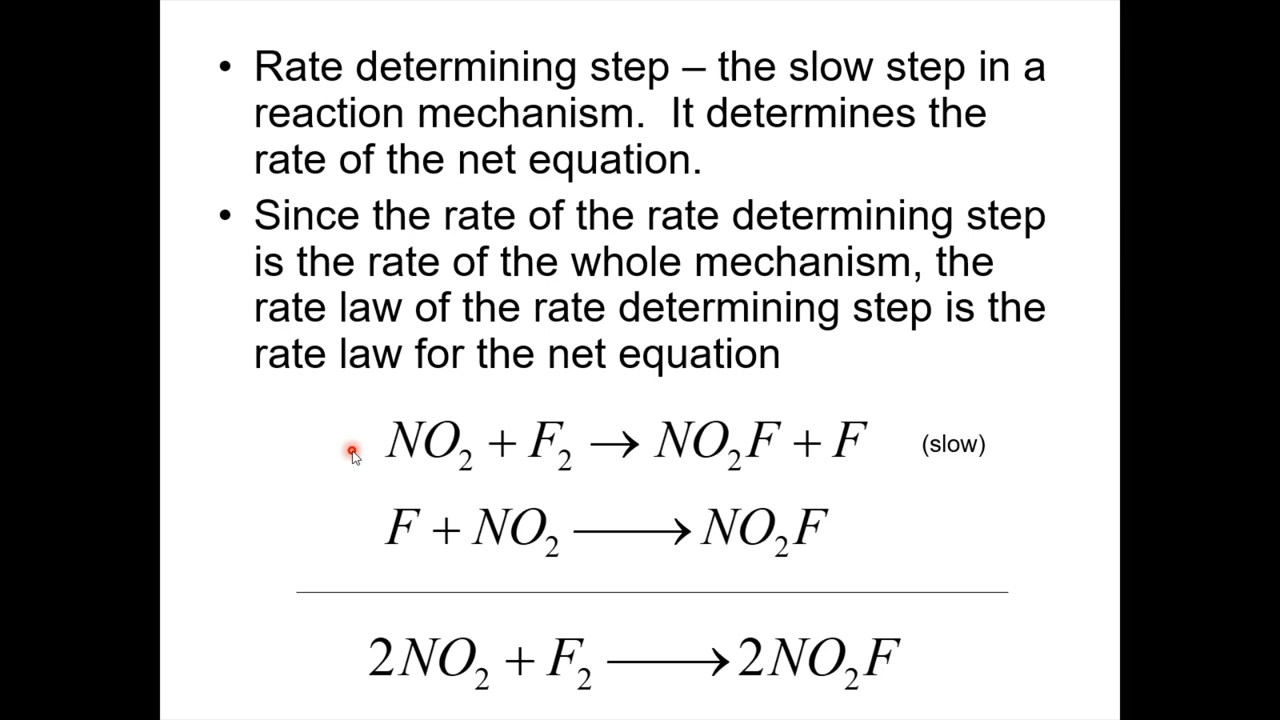 • Rate determining step – the slow step in a
reaction mechanism.  It determines the
rate of the net equation.
• Since the rate of the rate determining step
is the rate of the whole mechanism, the
rate law of the rate determining step is the
rate law for the net equation
NO₂ + F₂ → NO₂F + F (slow)
F + NO₂ ⟶ NO₂F
2NO₂ + F₂ ⟶ 2NO₂F